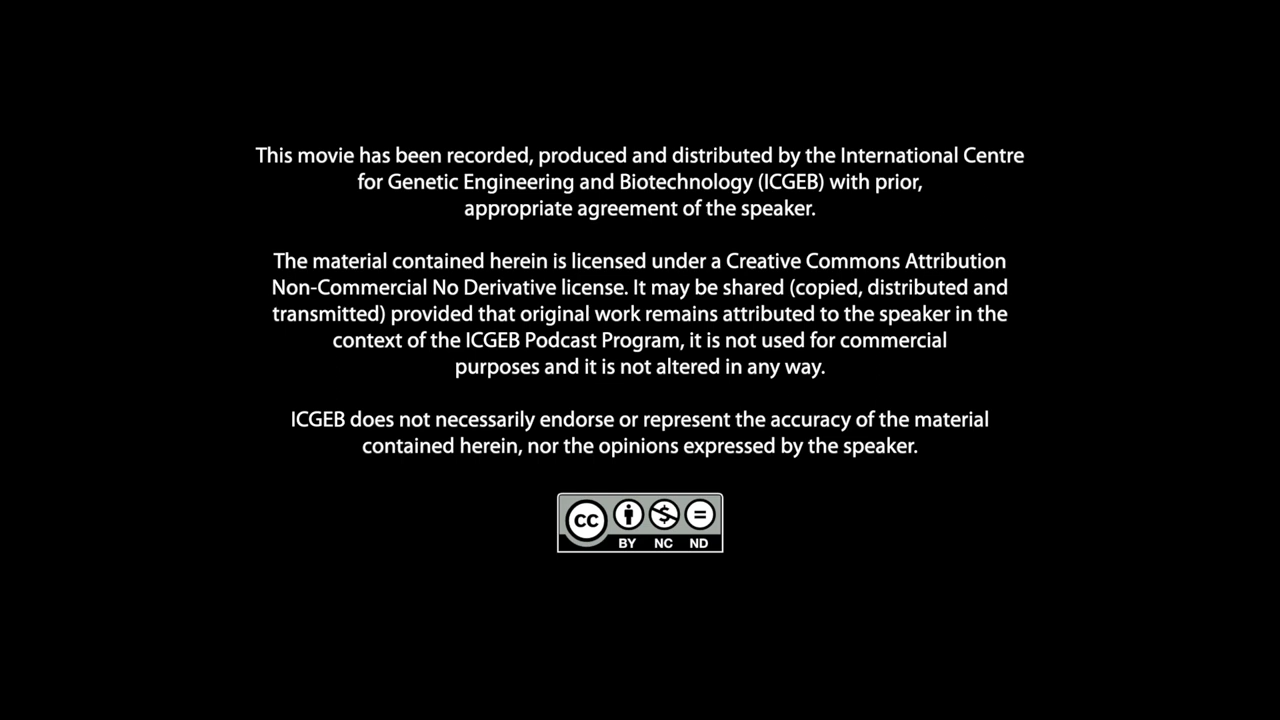 This movie has been recorded, produced and distributed by the International Centre
for Genetic Engineering and Biotechnology (ICGEB) with prior,
appropriate agreement of the speaker.
The material contained herein is licensed under a Creative Commons Attribution
Non-Commercial No Derivative license. It may be shared (copied, distributed and
transmitted) provided that original work remains attributed to the speaker in the
context of the ICGEB Podcast Program, it is not used for commercial
purposes and it is not altered in any way.
ICGEB does not necessarily endorse or represent the accuracy of the material
contained herein, nor the opinions expressed by the speaker.
cc $ =
BY NC ND